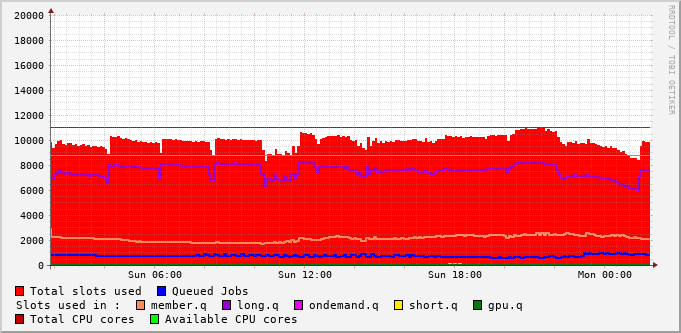 20000
18000
16000
14000
12000
10000
8000
6000
4000
2000
0
Sun 06:00 Sun 12:00 Sun 18:00 Mon 00:00
Total slots used Queued Jobs
Slots used in : member.q long.q ondemand.q short.q gpu.q
Total CPU cores Available CPU cores
RRDTOOL / TOBI OETIKER